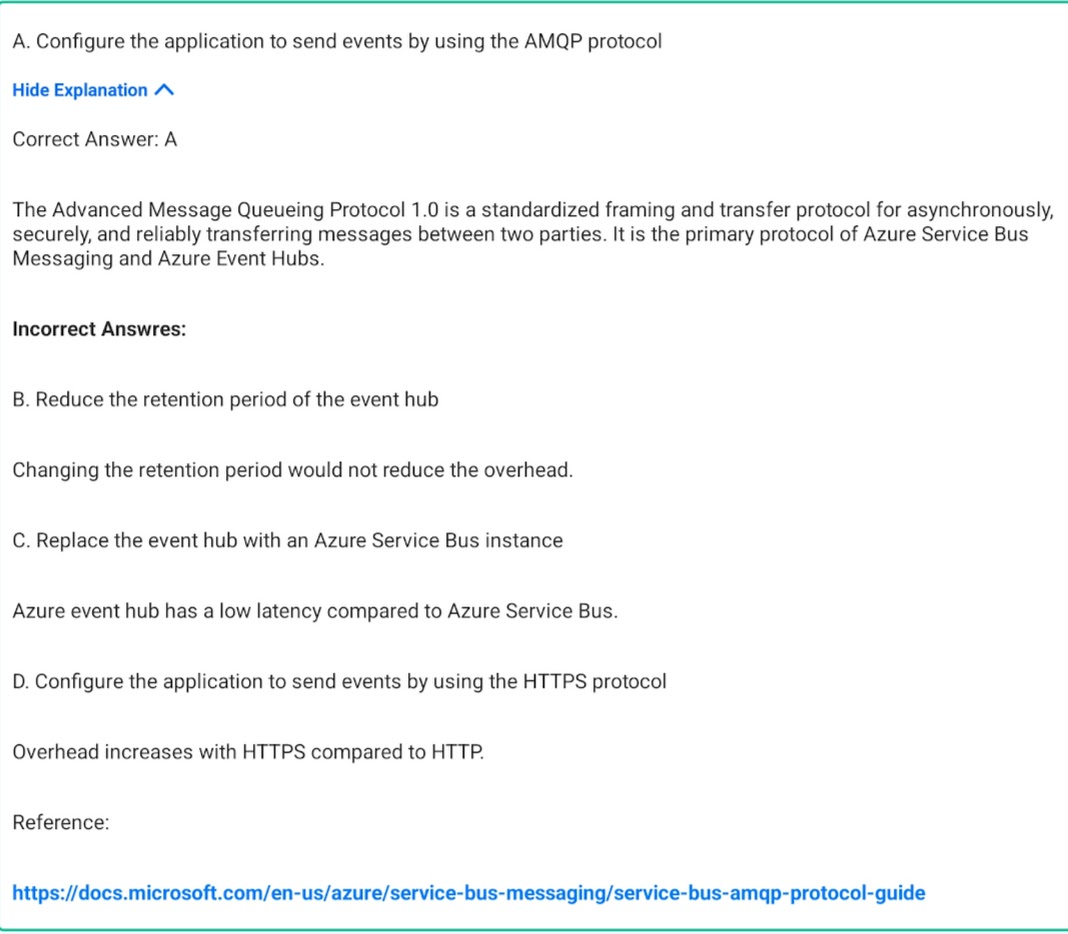 A. Configure the application to send events by using the AMQP protocol
Hide Explanation
Correct Answer: A
The Advanced Message Queueing Protocol 1.0 is a standardized framing and transfer protocol for asynchronously,
securely, and reliably transferring messages between two parties. It is the primary protocol of Azure Service Bus
Messaging and Azure Event Hubs.
Incorrect Answres:
B. Reduce the retention period of the event hub
Changing the retention period would not reduce the overhead.
C. Replace the event hub with an Azure Service Bus instance
Azure event hub has a low latency compared to Azure Service Bus.
D. Configure the application to send events by using the HTTPS protocol
Overhead increases with HTTPS compared to HTTP.
Reference:
https://docs.microsoft.com/en-us/azure/service-bus-messaging/service-bus-amqp-protocol-guide